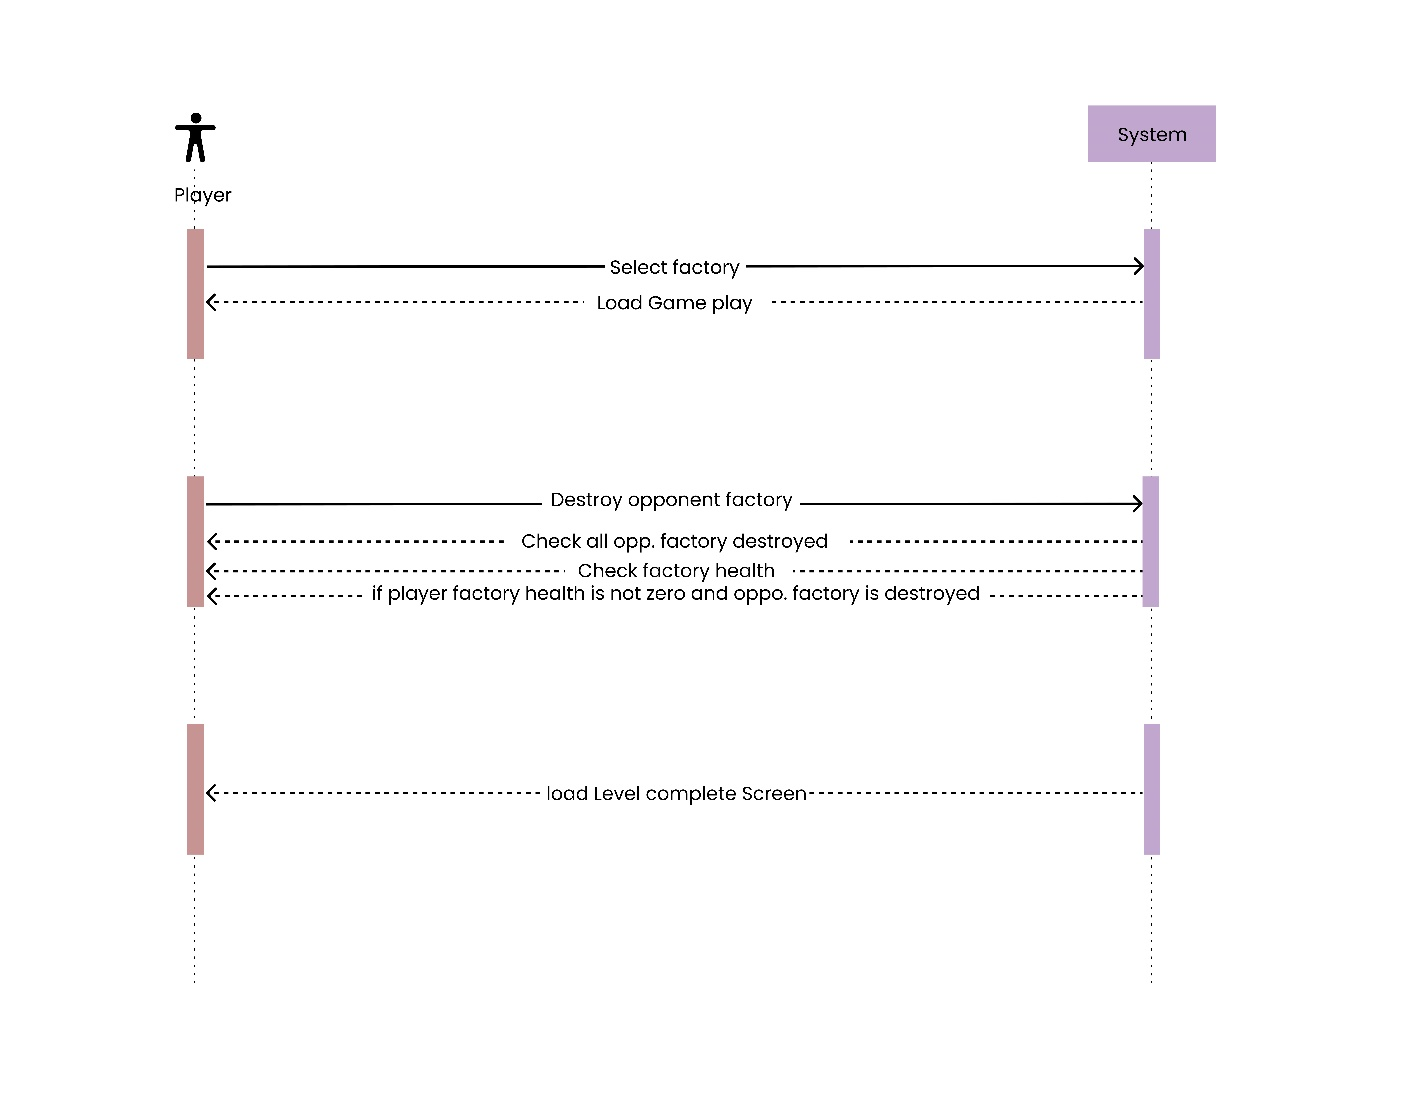 System
Player
Select factory
Load Game play
Destroy opponent factory
Check all opp. factory destroyed
Check factory health
if player factory health is not zero and oppo. factory is destroyed
load Level complete Screen